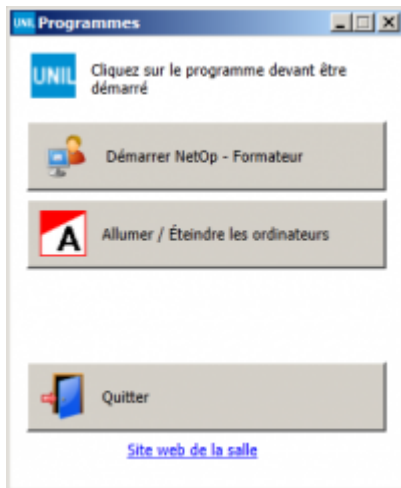 UNIL Programmes
UNIL
Cliquez sur le programme devant être
démarré
Démarrer NetOp - Formateur
A
Allumer / Éteindre les ordinateurs
Quitter
Site web de la salle